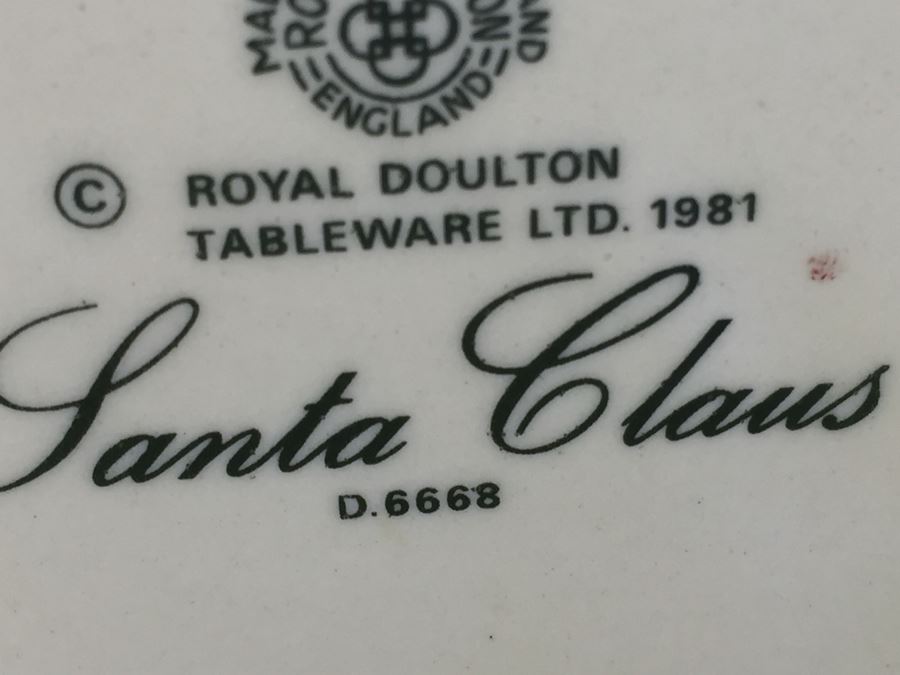 ENGLAND
© ROYAL DOULTON
TABLEWARE LTD. 1981
Santa Claus
D.6668